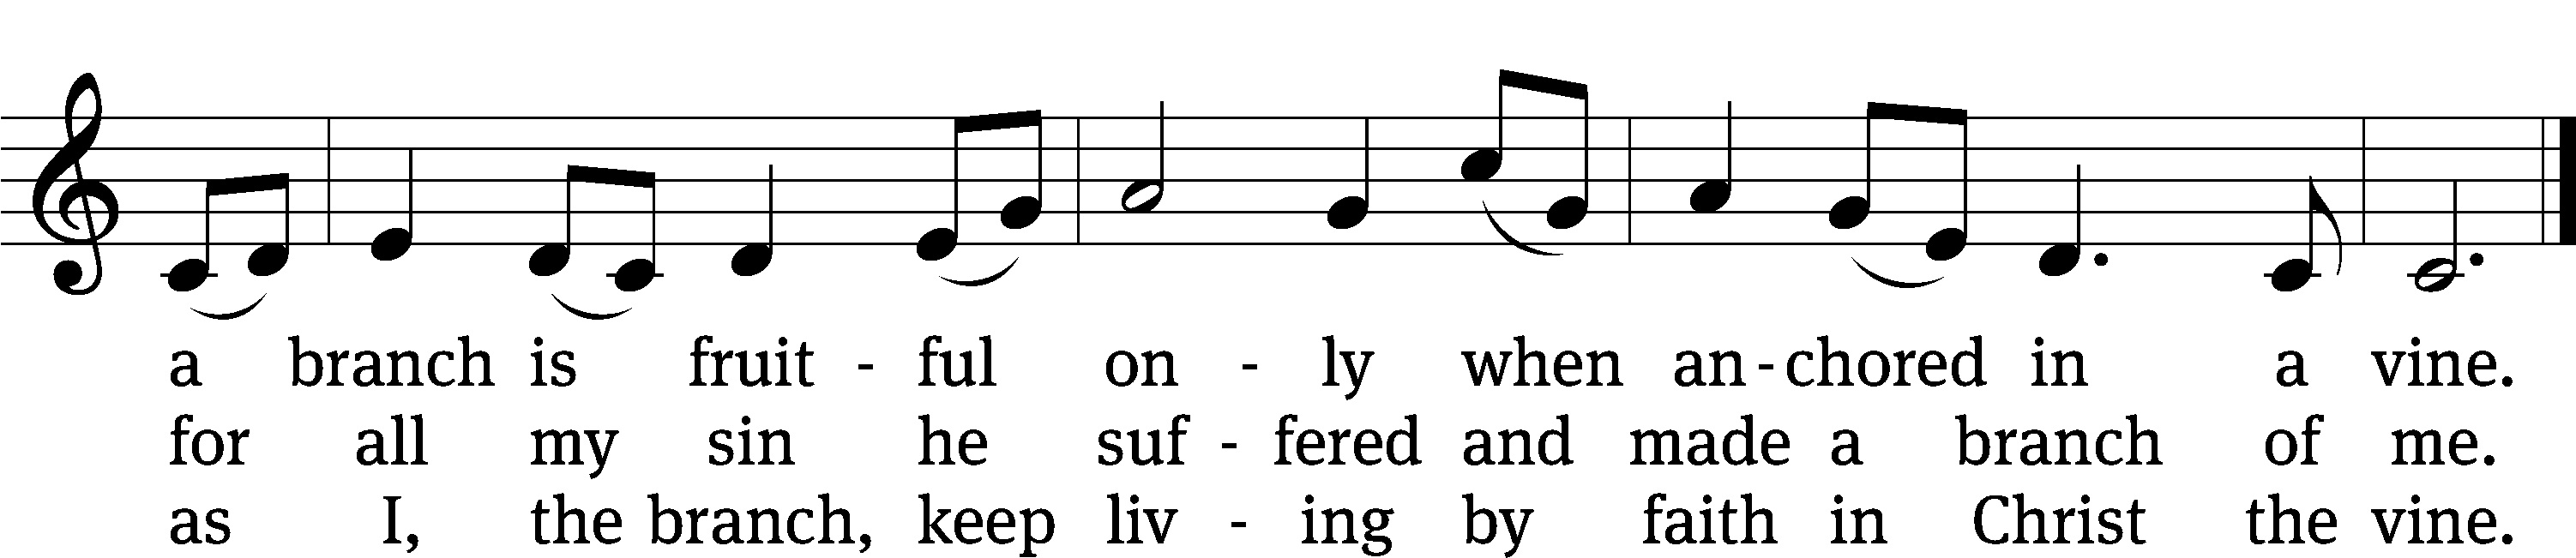 a branch is fruit - ful on - ly when an - chored in a vine.
for all my sin he suf - fered and made a branch of me.
as I, the branch, keep liv - ing by faith in Christ the vine.